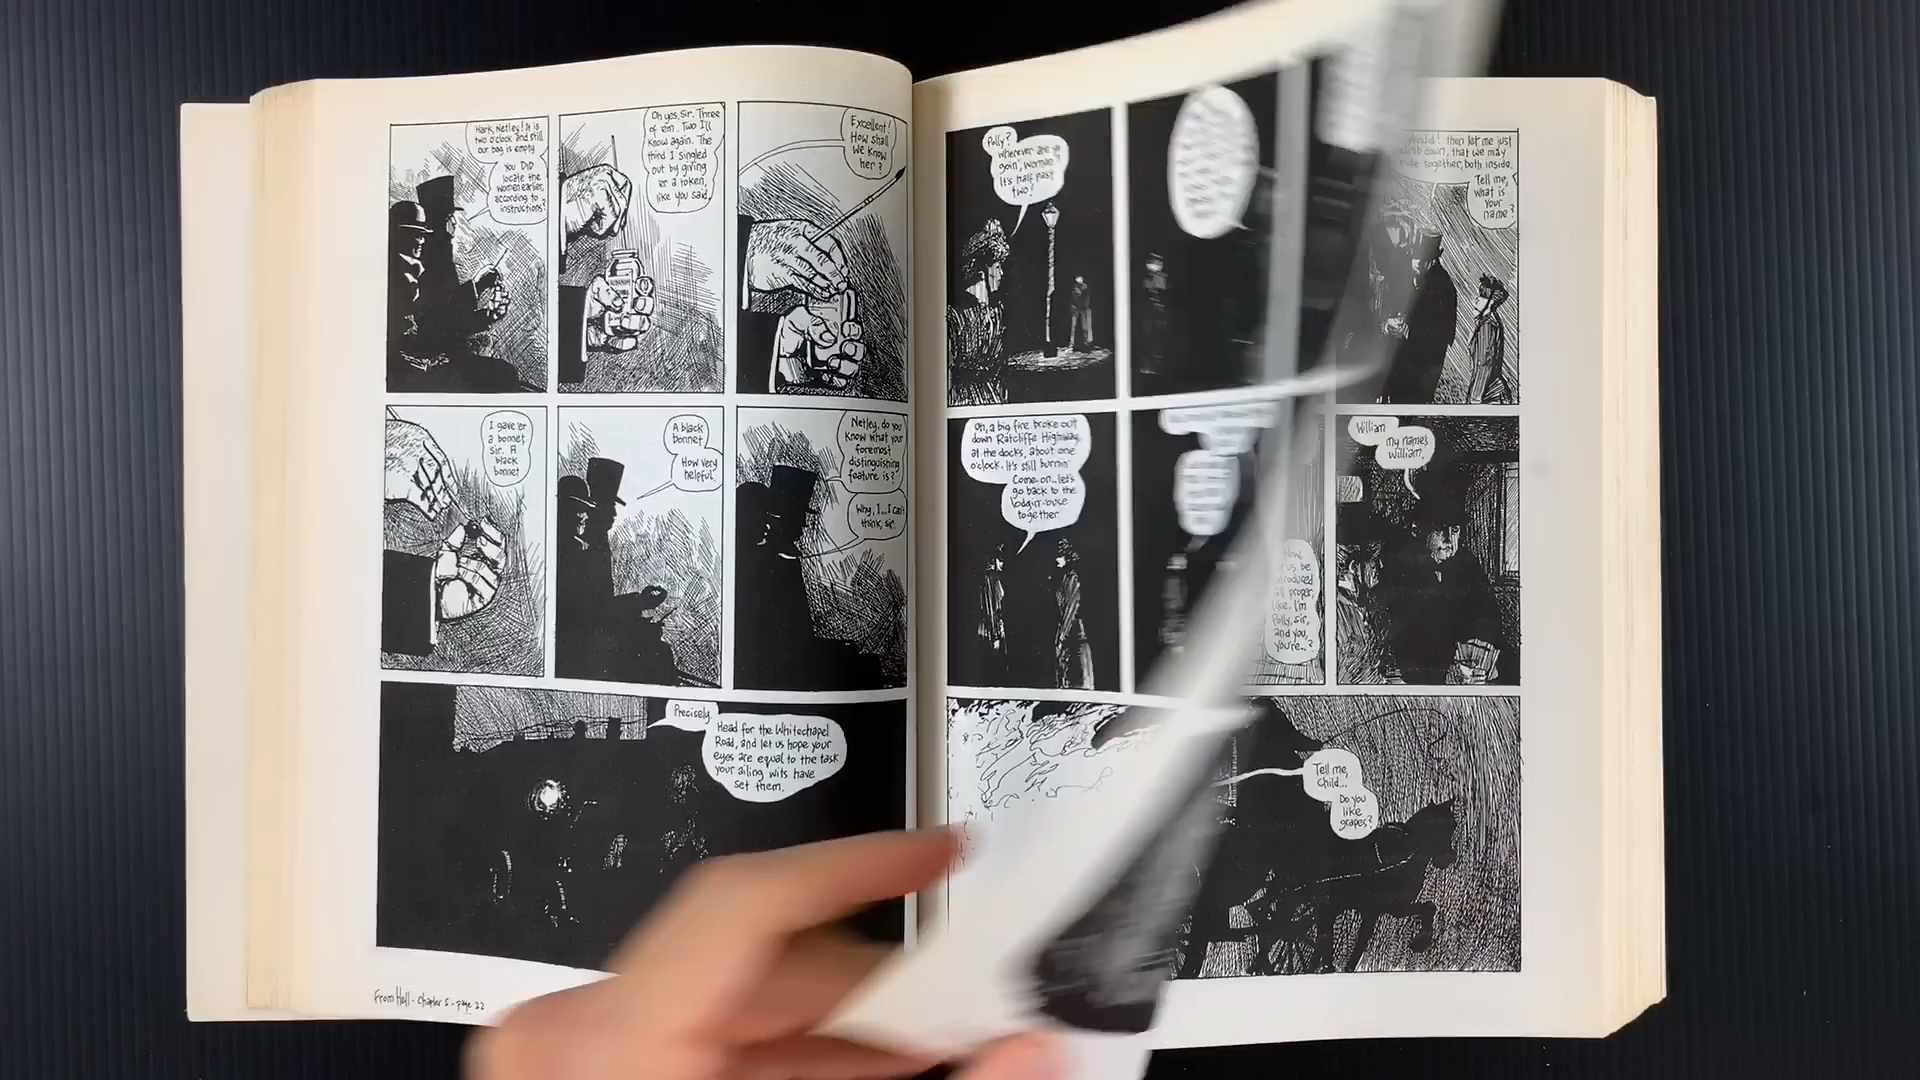 Hark, Netley! It is
two o'clock and still
our bag is empty
You DID
locate the
women earlier,
according to
instructions?
Oh yes, Sir. Three
of 'em. Two I'll
know again. The
third I singled
out by giving
'er a token,
like you said.
Excellent!
How shall
we know
her?
I gave 'er
a bonnet
Sir. A
black
bonnet
A black
bonnet
How very
helpful.
Netley, do you
know what your
foremost
distinguishing
feature is?
Why, I... I can't
think, sir.
Precisely.
Head for the Whitechapel
Road, and let us hope your
eyes are equal to the task
your ailing wits have
set them.
From Hell - chapter 5 - page 22
Polly?
Wherever are
goin', woman?
It's half past
two!
then let me just
down, that we may
together, both inside.
Tell me,
what is
your
name?
Oh, a big fire broke out
down Ratcliffe Highway,
at the docks, about one
o'clock. It's still burnin'
Come on... let's
go back to the
together
Now,
us be
all proper,
like. I'm
Polly, sir,
and you,
you're..?
William
my name's
William.
Tell me,
child...
Do you
like
grapes?